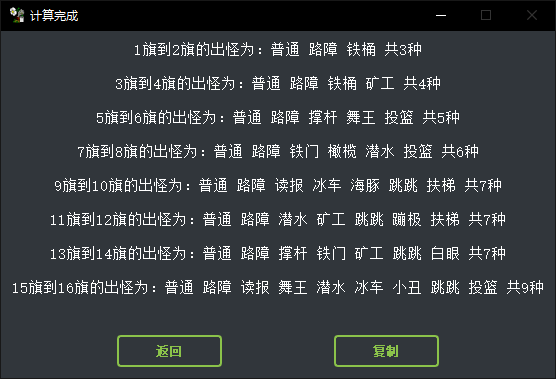 计算完成
1旗到2旗的出怪为：普通 路障 铁桶 共3种
3旗到4旗的出怪为：普通 路障 铁桶 矿工 共4种
5旗到6旗的出怪为：普通 路障 撑杆 舞王 投篮 共5种
7旗到8旗的出怪为：普通 路障 铁门 橄榄 潜水 投篮 共6种
9旗到10旗的出怪为：普通 路障 读报 冰车 海豚 跳跳 扶梯 共7种
11旗到12旗的出怪为：普通 路障 潜水 矿工 跳跳 蹦极 扶梯 共7种
13旗到14旗的出怪为：普通 路障 撑杆 铁门 矿工 跳跳 白眼 共7种
15旗到16旗的出怪为：普通 路障 读报 舞王 潜水 冰车 小丑 跳跳 投篮 共9种
返回 复制